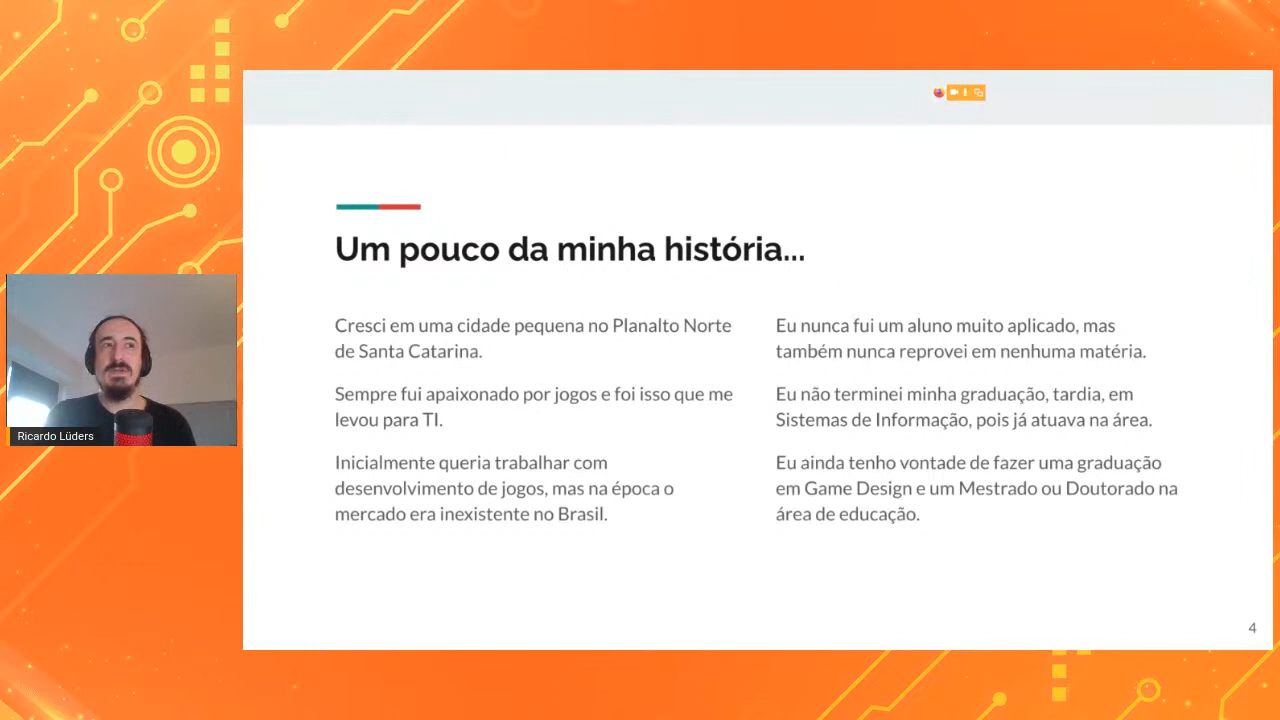 Um pouco da minha história...
Cresci em uma cidade pequena no Planalto Norte
de Santa Catarina.
Sempre fui apaixonado por jogos e foi isso que me
levou para TI.
Inicialmente queria trabalhar com
desenvolvimento de jogos, mas na época o
mercado era inexistente no Brasil.
Eu nunca fui um aluno muito aplicado, mas
também nunca reprovei em nenhuma matéria.
Eu não terminei minha graduação, tardia, em
Sistemas de Informação, pois já atuava na área.
Eu ainda tenho vontade de fazer uma graduação
em Game Design e um Mestrado ou Doutorado na
área de educação.
4
Ricardo Lüders